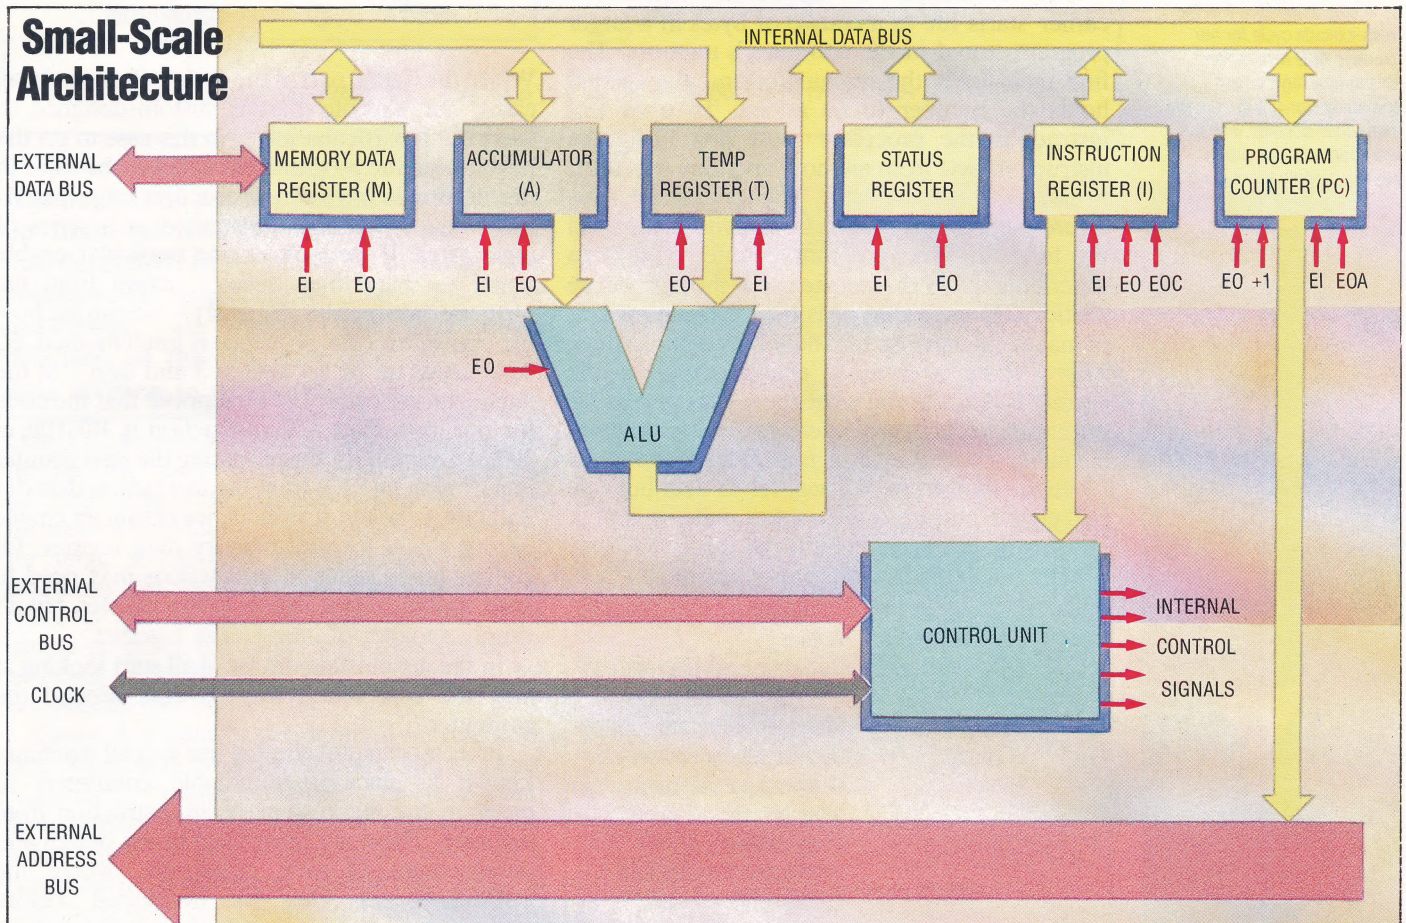 Small-Scale
Architecture
INTERNAL DATA BUS
EXTERNAL
DATA BUS
MEMORY DATA
REGISTER (M)
ACCUMULATOR
(A)
TEMP
REGISTER (T)
STATUS
REGISTER
INSTRUCTION
REGISTER (I)
PROGRAM
COUNTER (PC)
EI EO
EI EO
EO EI
EI EO
EI EO EOC
EO +1 EI EOA
EO
ALU
EXTERNAL
CONTROL
BUS
CONTROL UNIT
INTERNAL
CONTROL
SIGNALS
CLOCK
EXTERNAL
ADDRESS
BUS